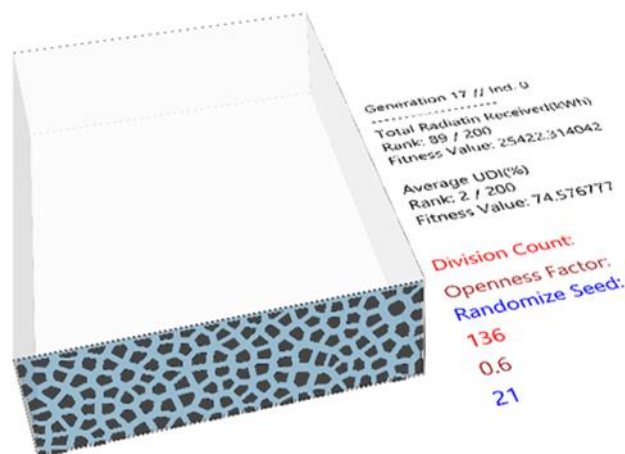 Generation 17 // Ind. 0
--------------------
Total Radiatin Received(kWh)
Rank: 89 / 200
Fitness Value: 25422.314042
Average UDI(%)
Rank: 2 / 200
Fitness Value: 74.576777
Division Count:
Openness Factor:
Randomize Seed:
136
0.6
21